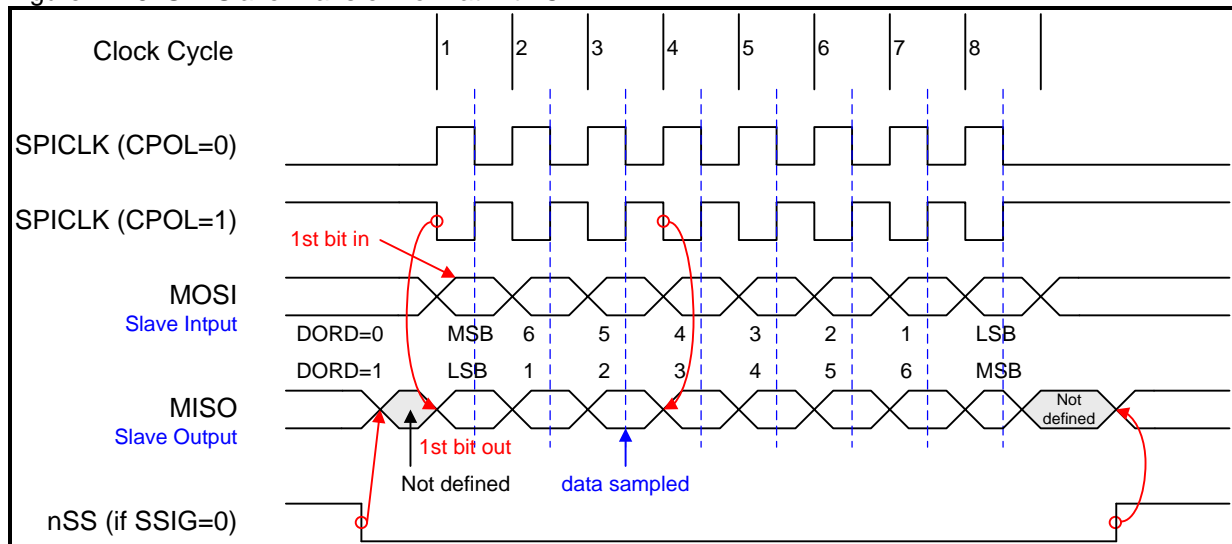 Clock Cycle 1 2 3 4 5 6 7 8
SPICLK (CPOL=0)
SPICLK (CPOL=1)
1st bit in
MOSI
Slave Intput
DORD=0 MSB 6 5 4 3 2 1 LSB
DORD=1 LSB 1 2 3 4 5 6 MSB
MISO
Slave Output
Not
defined
1st bit out
Not defined
data sampled
nSS (if SSIG=0)